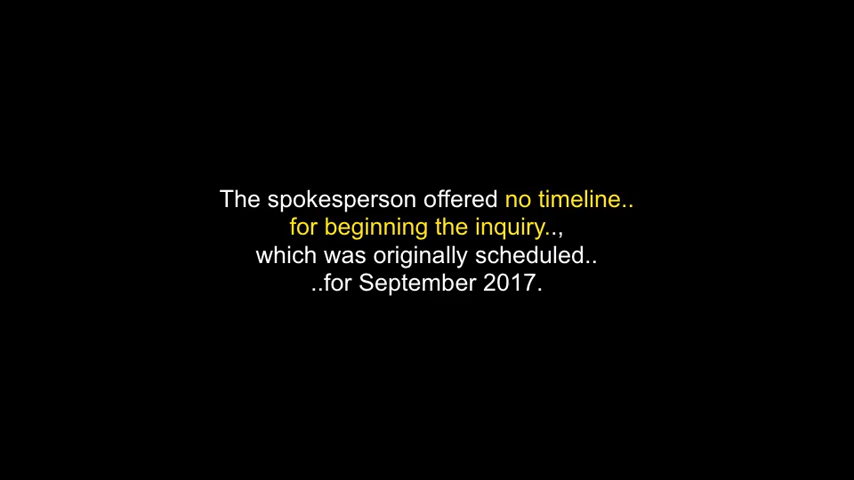 The spokesperson offered no timeline..
for beginning the inquiry..,
which was originally scheduled..
..for September 2017.